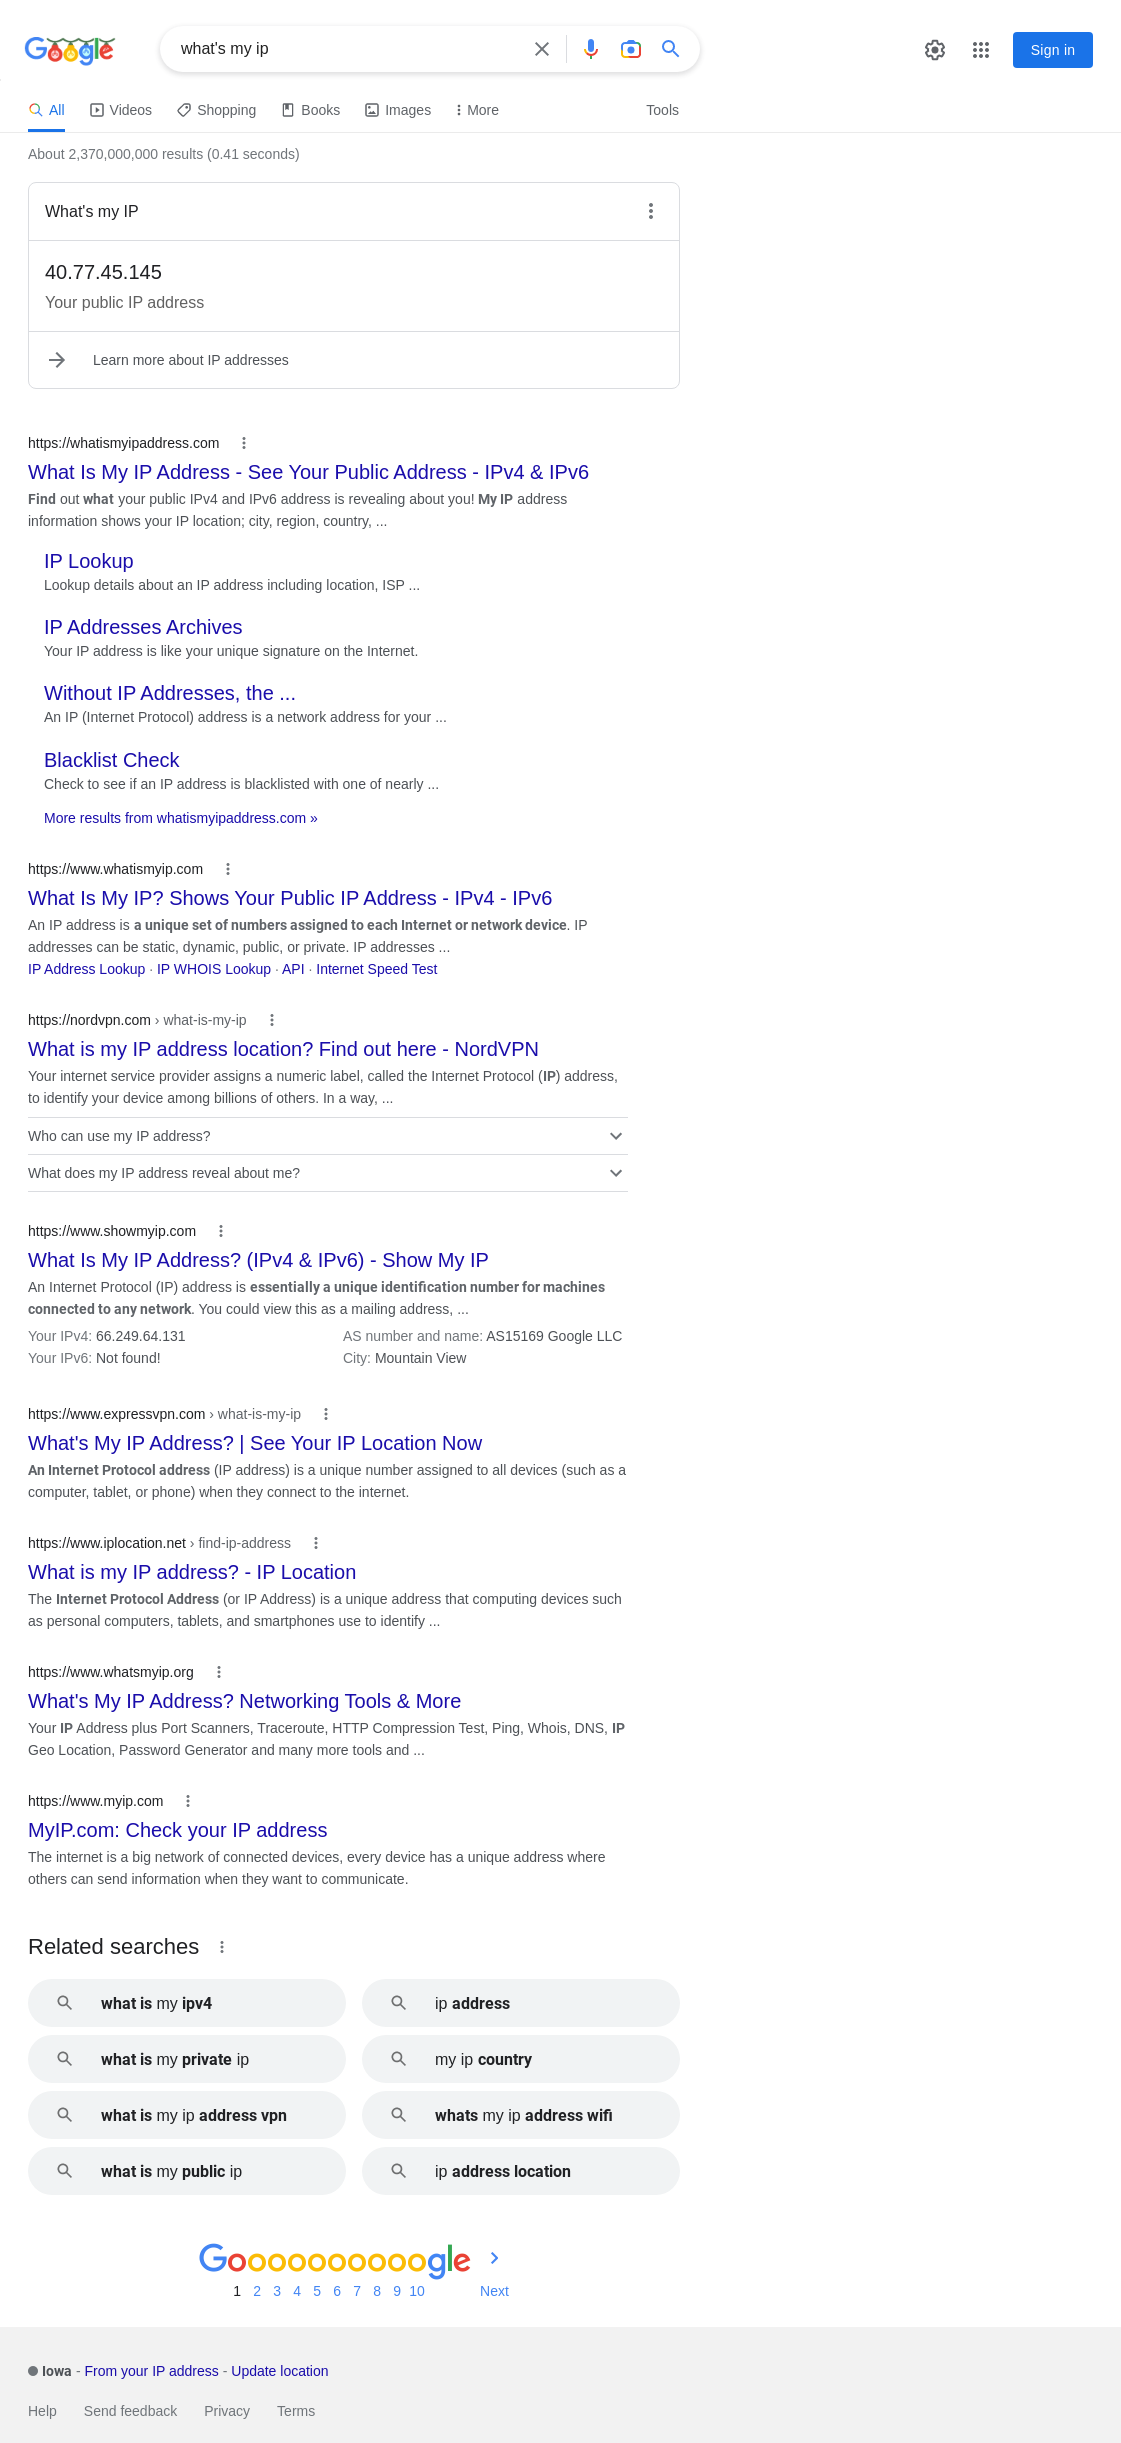 Google
what's my ip
Sign in
All Videos Shopping Books Images More Tools
About 2,370,000,000 results (0.41 seconds)
What's my IP
40.77.45.145
Your public IP address
Learn more about IP addresses
https://whatismyipaddress.com
What Is My IP Address - See Your Public Address - IPv4 & IPv6
Find out what your public IPv4 and IPv6 address is revealing about you! My IP address
information shows your IP location; city, region, country, ...
IP Lookup
Lookup details about an IP address including location, ISP ...
IP Addresses Archives
Your IP address is like your unique signature on the Internet.
Without IP Addresses, the ...
An IP (Internet Protocol) address is a network address for your ...
Blacklist Check
Check to see if an IP address is blacklisted with one of nearly ...
More results from whatismyipaddress.com »
https://www.whatismyip.com
What Is My IP? Shows Your Public IP Address - IPv4 - IPv6
An IP address is a unique set of numbers assigned to each Internet or network device. IP
addresses can be static, dynamic, public, or private. IP addresses ...
IP Address Lookup · IP WHOIS Lookup · API · Internet Speed Test
https://nordvpn.com › what-is-my-ip
What is my IP address location? Find out here - NordVPN
Your internet service provider assigns a numeric label, called the Internet Protocol (IP) address,
to identify your device among billions of others. In a way, ...
Who can use my IP address?
What does my IP address reveal about me?
https://www.showmyip.com
What Is My IP Address? (IPv4 & IPv6) - Show My IP
An Internet Protocol (IP) address is essentially a unique identification number for machines
connected to any network. You could view this as a mailing address, ...
Your IPv4: 66.249.64.131 AS number and name: AS15169 Google LLC
Your IPv6: Not found! City: Mountain View
https://www.expressvpn.com › what-is-my-ip
What's My IP Address? | See Your IP Location Now
An Internet Protocol address (IP address) is a unique number assigned to all devices (such as a
computer, tablet, or phone) when they connect to the internet.
https://www.iplocation.net › find-ip-address
What is my IP address? - IP Location
The Internet Protocol Address (or IP Address) is a unique address that computing devices such
as personal computers, tablets, and smartphones use to identify ...
https://www.whatsmyip.org
What's My IP Address? Networking Tools & More
Your IP Address plus Port Scanners, Traceroute, HTTP Compression Test, Ping, Whois, DNS, IP
Geo Location, Password Generator and many more tools and ...
https://www.myip.com
MyIP.com: Check your IP address
The internet is a big network of connected devices, every device has a unique address where
others can send information when they want to communicate.
Related searches
what is my ipv4 ip address
what is my private ip my ip country
what is my ip address vpn whats my ip address wifi
what is my public ip ip address location
Goooooooooogle
1 2 3 4 5 6 7 8 9 10 Next
Iowa - From your IP address - Update location
Help Send feedback Privacy Terms